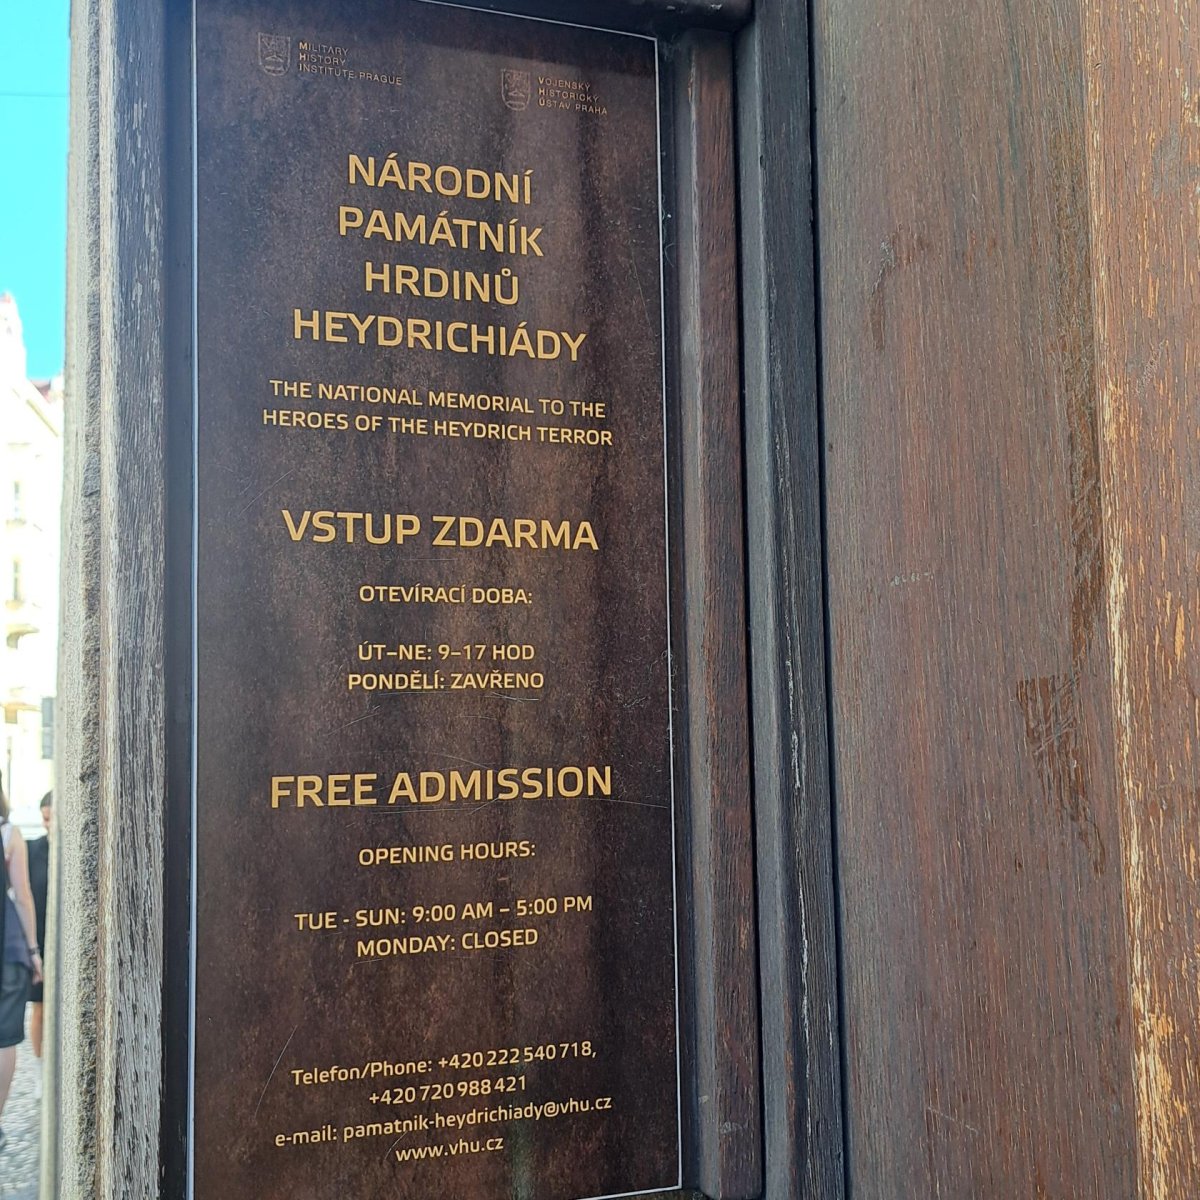 MILITARY
HISTORY
INSTITUTE PRAGUE
VOJENSKÝ
HISTORICKÝ
ÚSTAV PRAHA
NÁRODNÍ
PAMÁTNÍK
HRDINŮ
HEYDRICHIÁDY
THE NATIONAL MEMORIAL TO THE
HEROES OF THE HEYDRICH TERROR
VSTUP ZDARMA
OTEVÍRACÍ DOBA:
ÚT–NE: 9–17 HOD
PONDĚLÍ: ZAVŘENO
FREE ADMISSION
OPENING HOURS:
TUE - SUN: 9:00 AM – 5:00 PM
MONDAY: CLOSED
Telefon/Phone: +420 222 540 718,
+420 720 988 421
e-mail: pamatnik-heydrichiady@vhu.cz
www.vhu.cz